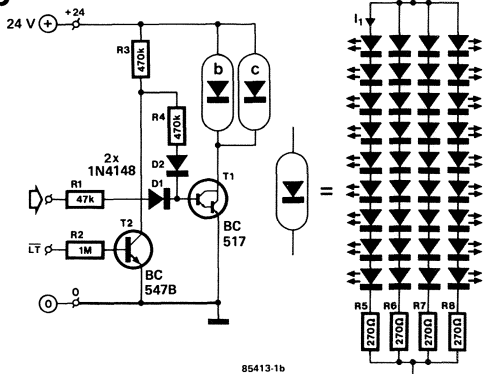 24 V + +24
R3
470k
b c
R4
470k
2x
1N4148
D2
D1
T1
R1
47k
BC
517
T2
R2
LT 1M
BC
547B
0 0
=
I1
R5 R6 R7 R8
270Ω 270Ω 270Ω 270Ω
85413-1b